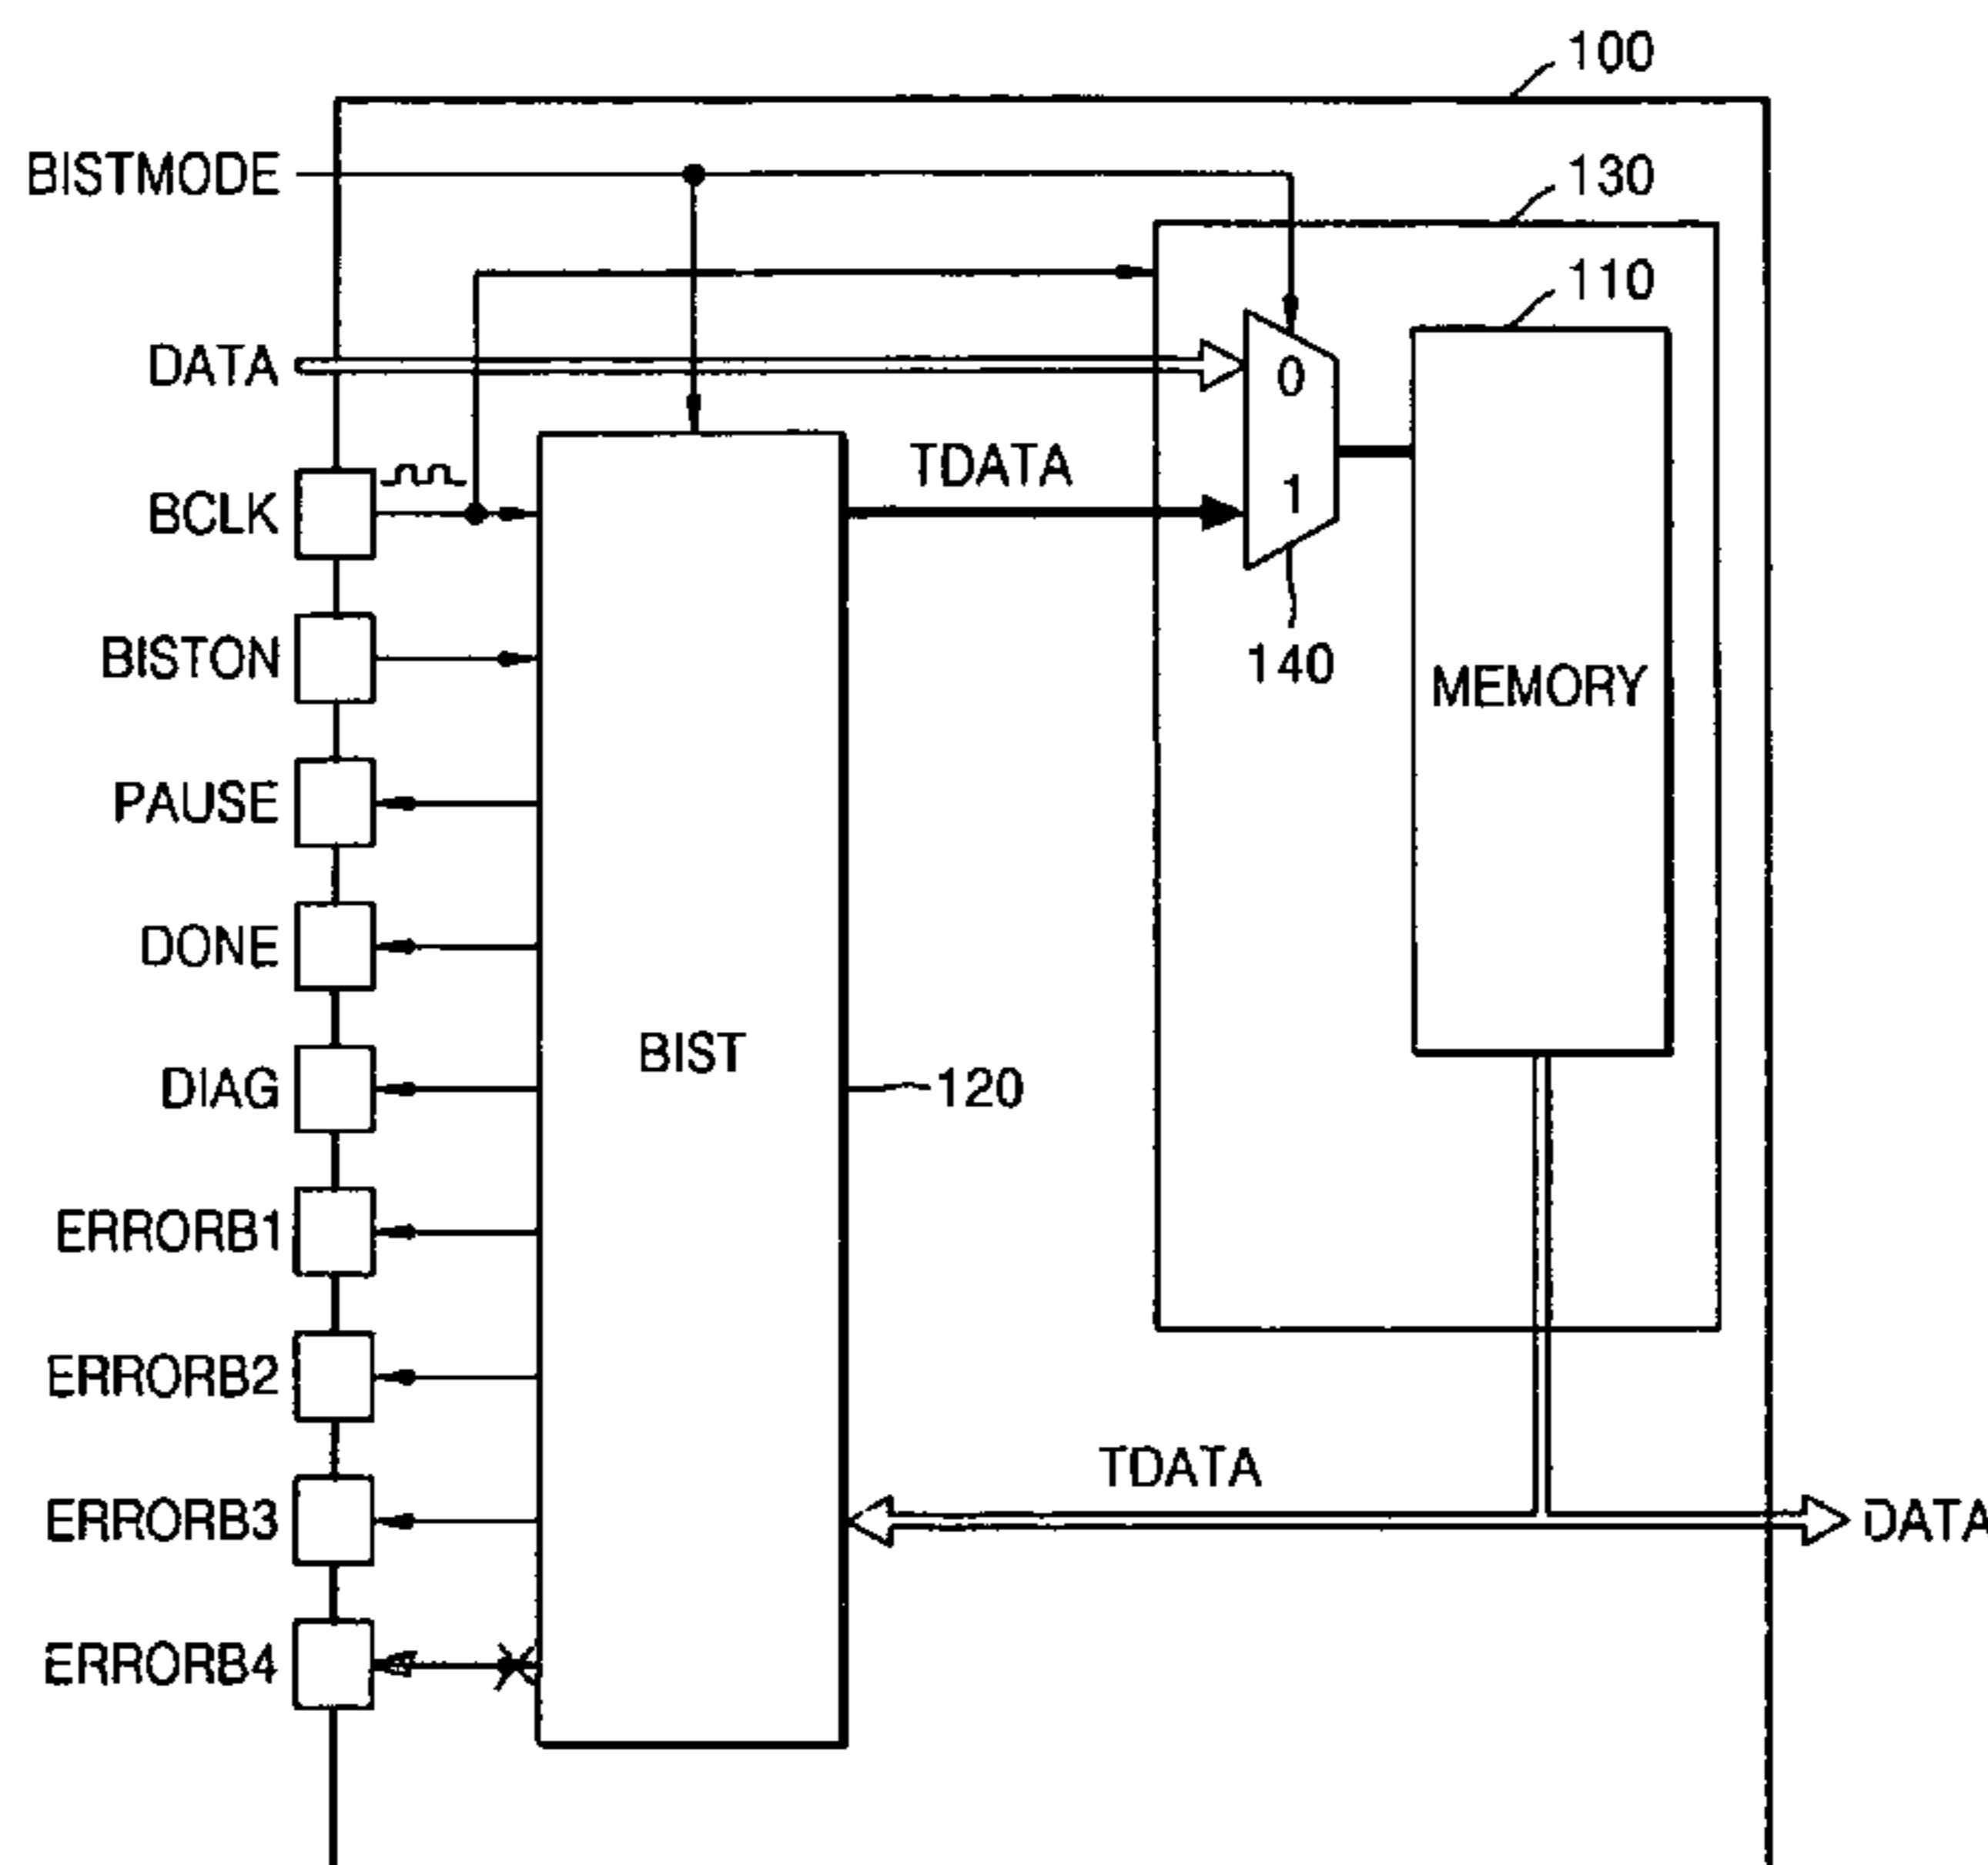 100
BISTMODE
130
110
DATA
0
TDATA
1
BCLK
BISTON
140
MEMORY
PAUSE
DONE
BIST
DIAG
120
ERRORB1
ERRORB2
TDATA
ERRORB3
DATA
ERRORB4